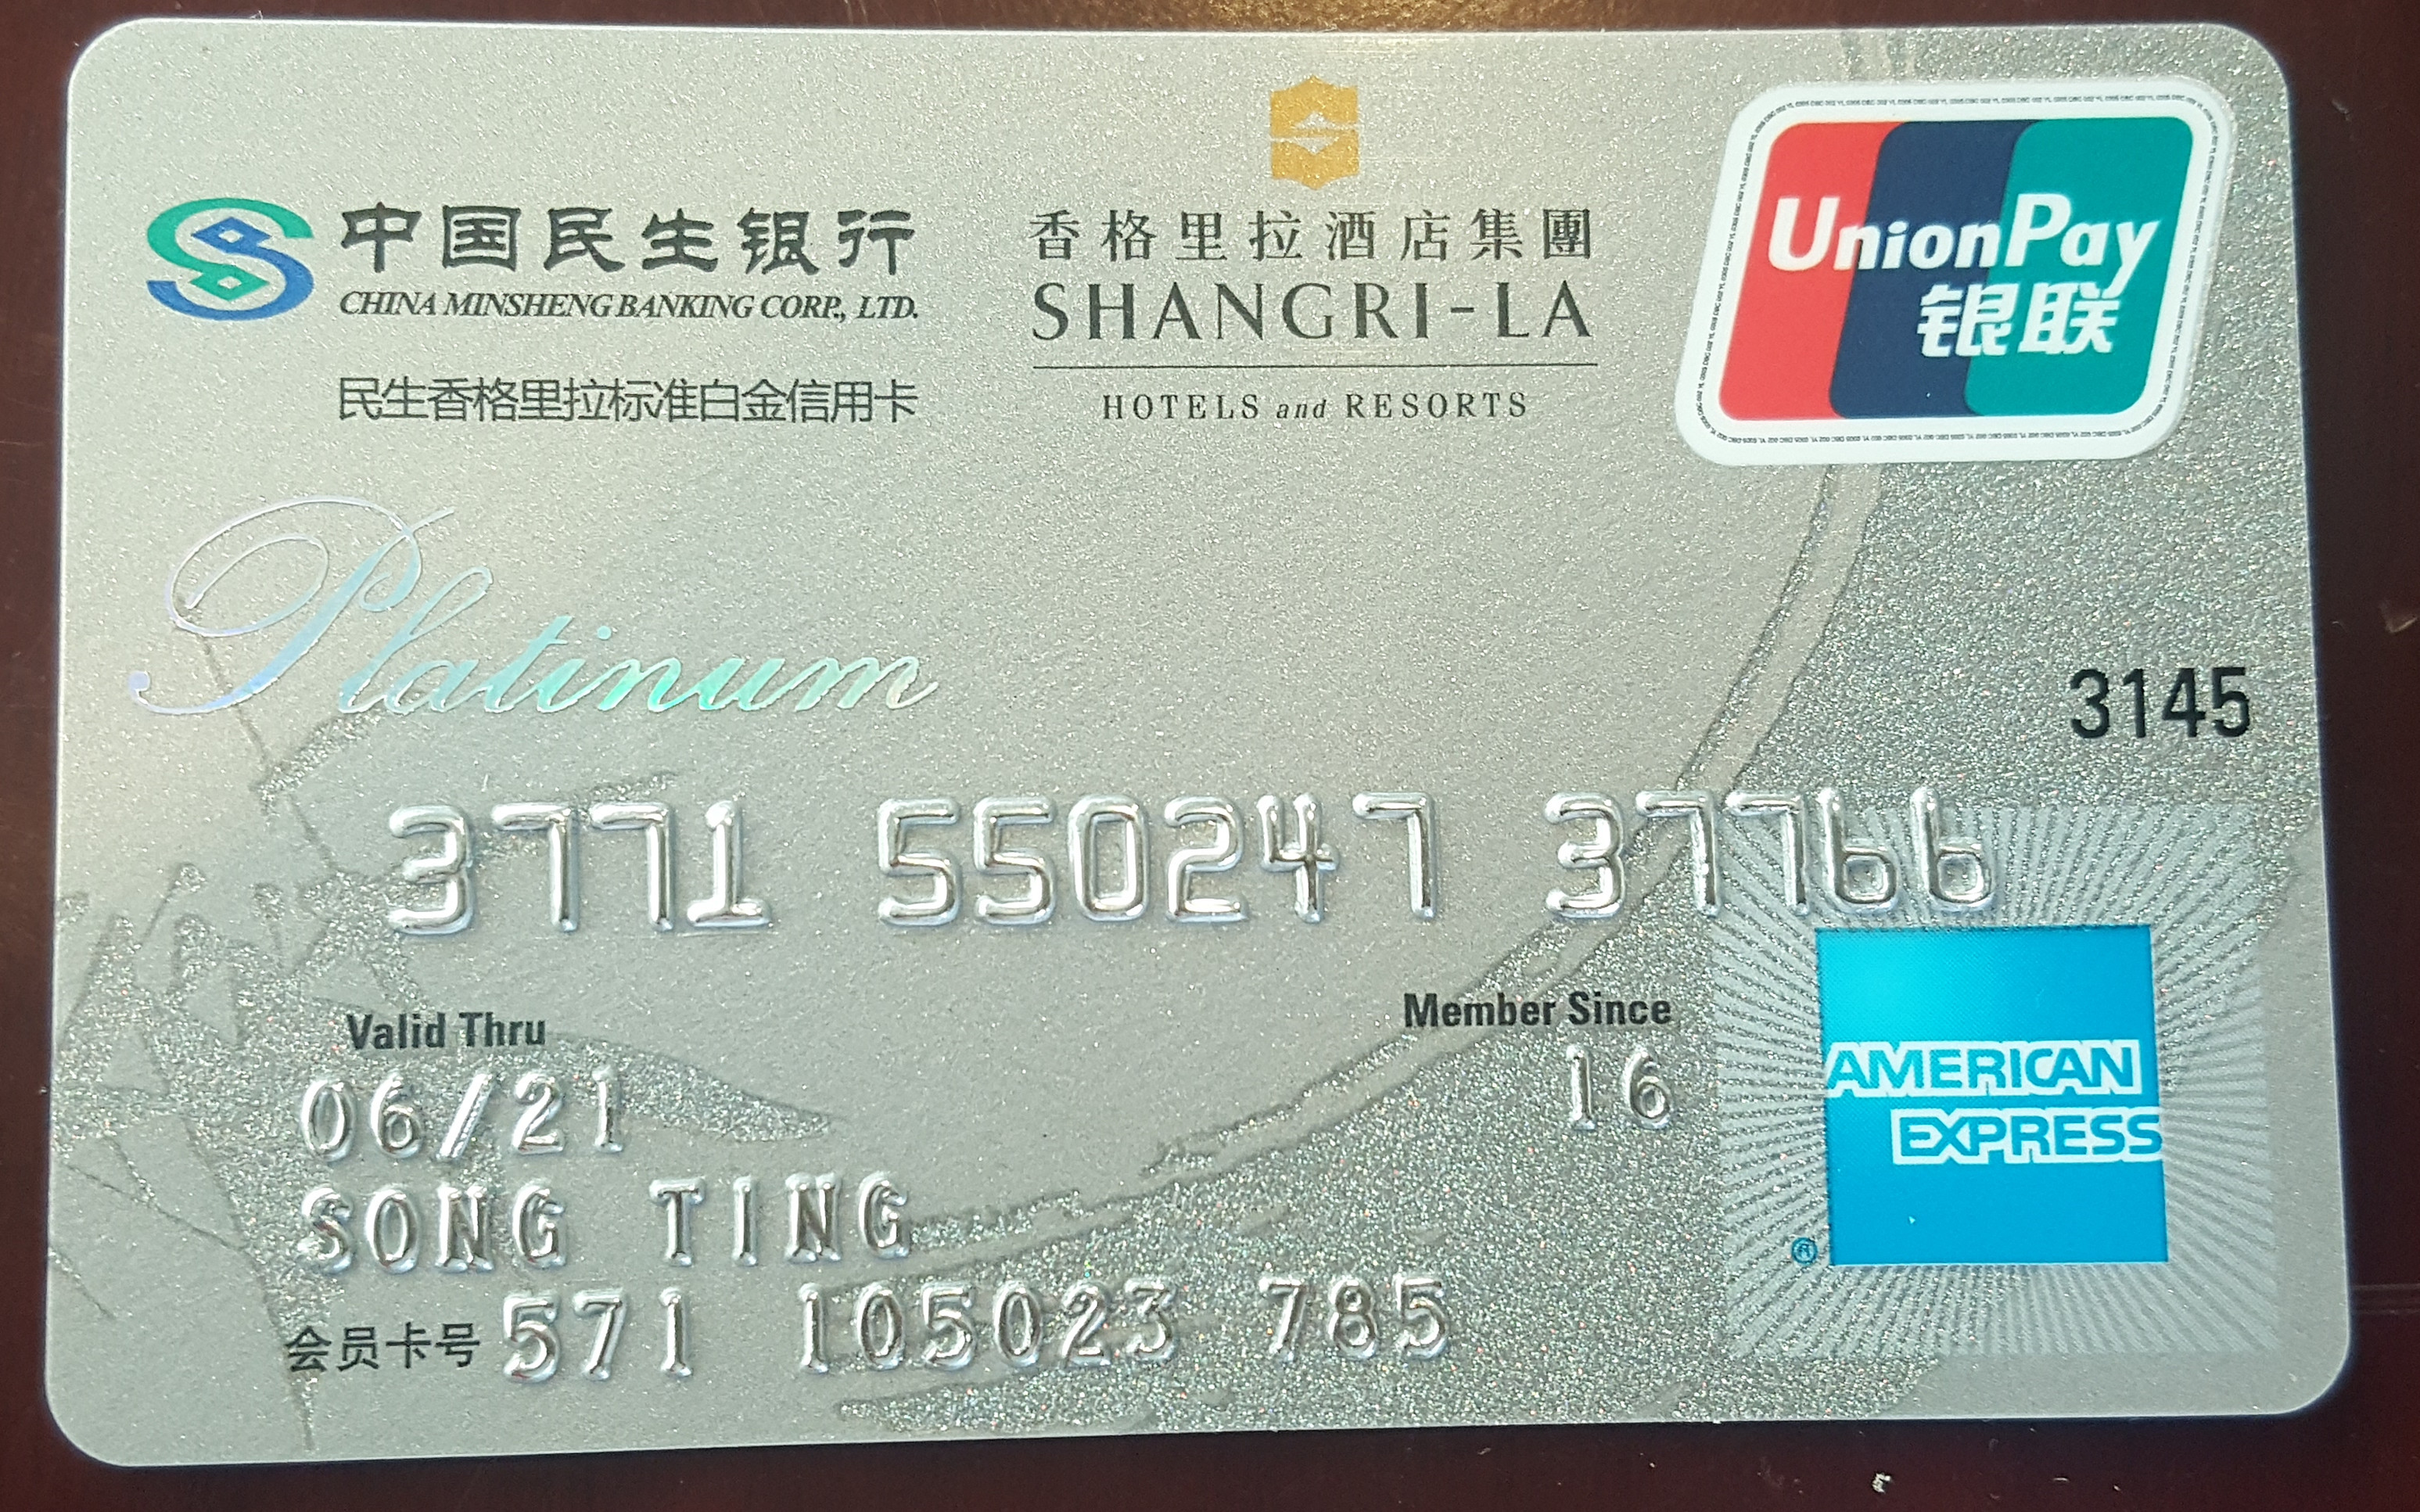 中国民生银行
CHINA MINSHENG BANKING CORP., LTD.
民生香格里拉标准白金信用卡
香格里拉酒店集團
SHANGRI-LA
HOTELS and RESORTS
UnionPay
银联
Platinum
3145
3771 550247 37766
Valid Thru
06/21
Member Since
16
SONG TING
会员卡号 571 105023 785
AMERICAN
EXPRESS
®